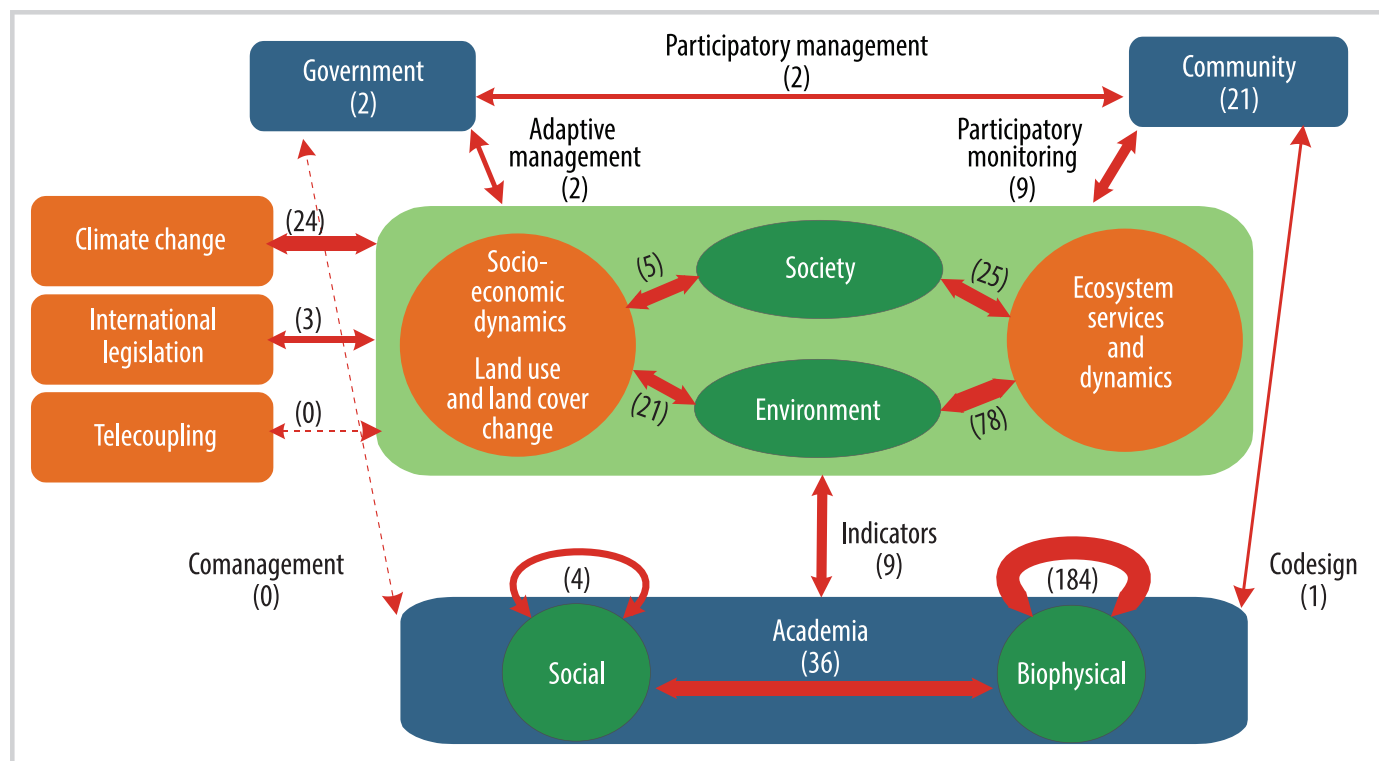 Participatory management
(2)
Government
(2)
Community
(21)
Adaptive
management
(2)
Participatory
monitoring
(9)
Climate change
(24)
International
legislation
(3)
Telecoupling
(0)
Socio-
economic
dynamics
Land use
and land cover
change
(5)
(21)
Society
Environment
(25)
(78)
Ecosystem
services
and
dynamics
Comanagement
(0)
Indicators
(9)
Codesign
(1)
(4)
(184)
Academia
(36)
Social
Biophysical